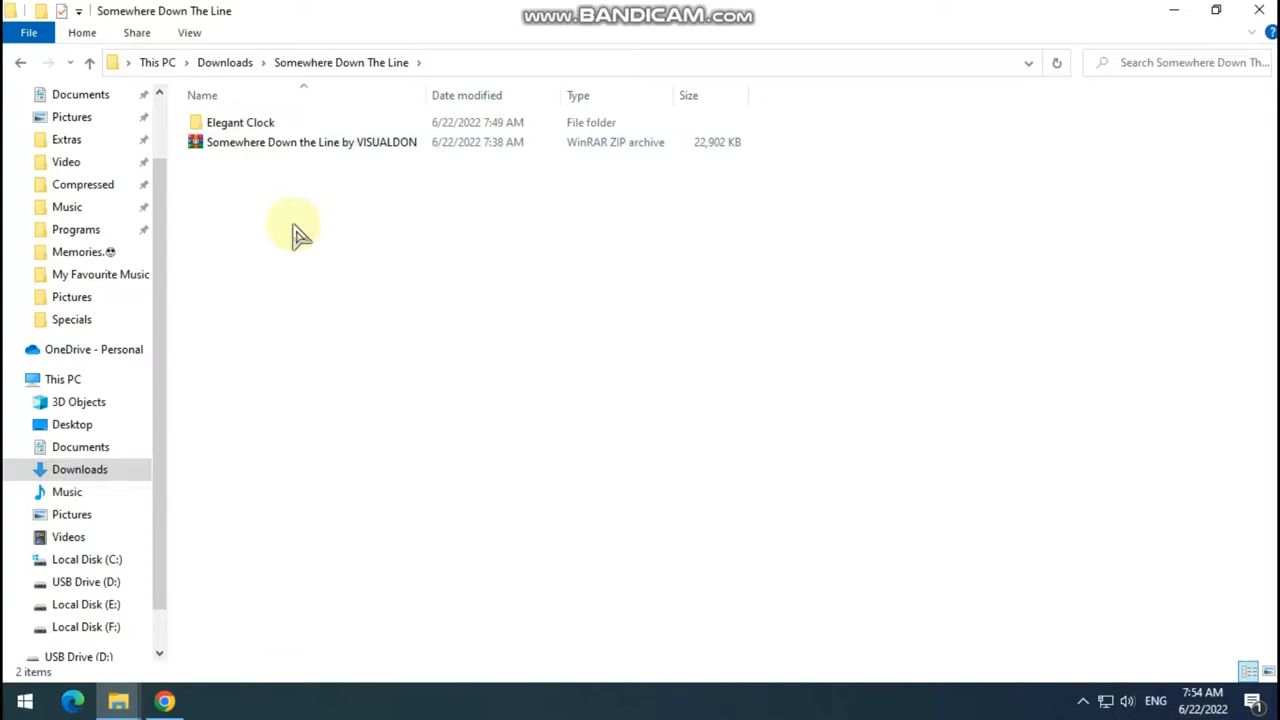 Somewhere Down The Line
WWW.BANDICAM.COM
File Home Share View
This PC Downloads Somewhere Down The Line Search Somewhere Down Th...
Name Date modified Type Size
Elegant Clock 6/22/2022 7:49 AM File folder
Somewhere Down the Line by VISUALDON 6/22/2022 7:38 AM WinRAR ZIP archive 22,902 KB
Documents
Pictures
Extras
Video
Compressed
Music
Programs
Memories.😎
My Favourite Music
Pictures
Specials
OneDrive - Personal
This PC
3D Objects
Desktop
Documents
Downloads
Music
Pictures
Videos
Local Disk (C:)
USB Drive (D:)
Local Disk (E:)
Local Disk (F:)
USB Drive (D:)
2 items
ENG
7:54 AM
6/22/2022
1